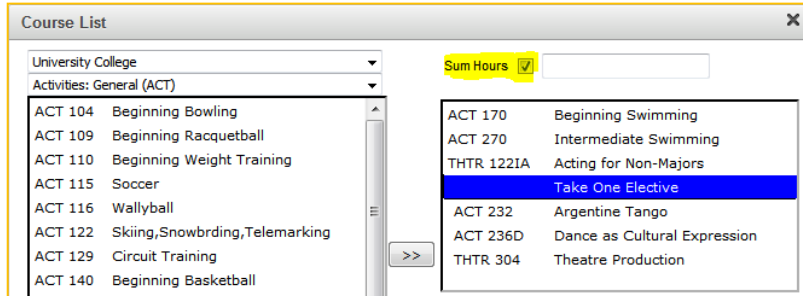 Course List
University College
Activities: General (ACT)
ACT 104 Beginning Bowling
ACT 109 Beginning Racquetball
ACT 110 Beginning Weight Training
ACT 115 Soccer
ACT 116 Wallyball
ACT 122 Skiing,Snowbrding,Telemarking
ACT 129 Circuit Training
ACT 140 Beginning Basketball
>>
Sum Hours
ACT 170 Beginning Swimming
ACT 270 Intermediate Swimming
THTR 122IA Acting for Non-Majors
Take One Elective
ACT 232 Argentine Tango
ACT 236D Dance as Cultural Expression
THTR 304 Theatre Production